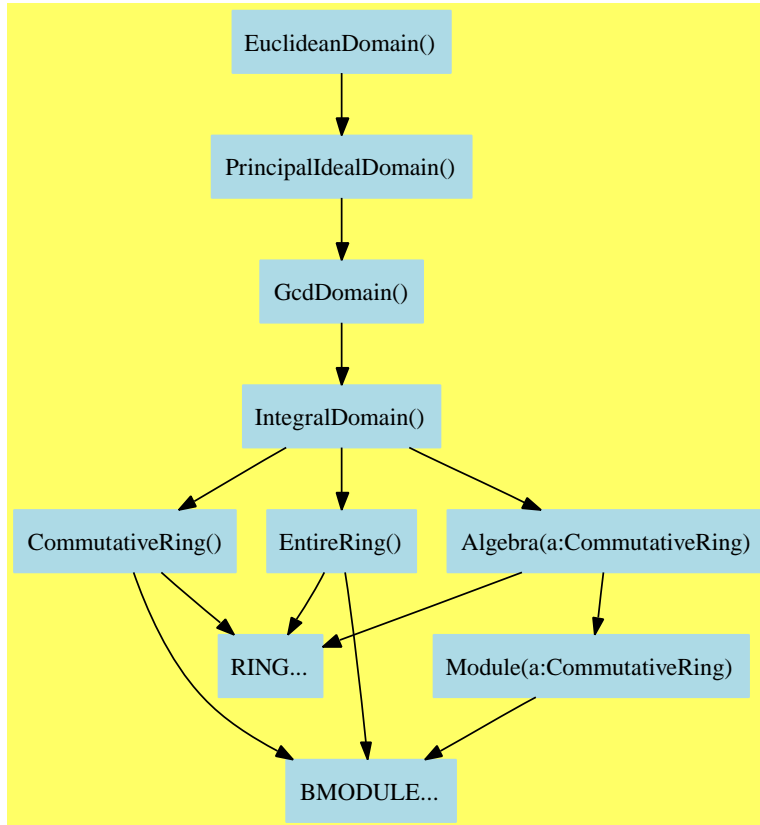 EuclideanDomain()
PrincipalIdealDomain()
GcdDomain()
IntegralDomain()
CommutativeRing()
EntireRing()
Algebra(a:CommutativeRing)
RING...
Module(a:CommutativeRing)
BMODULE...